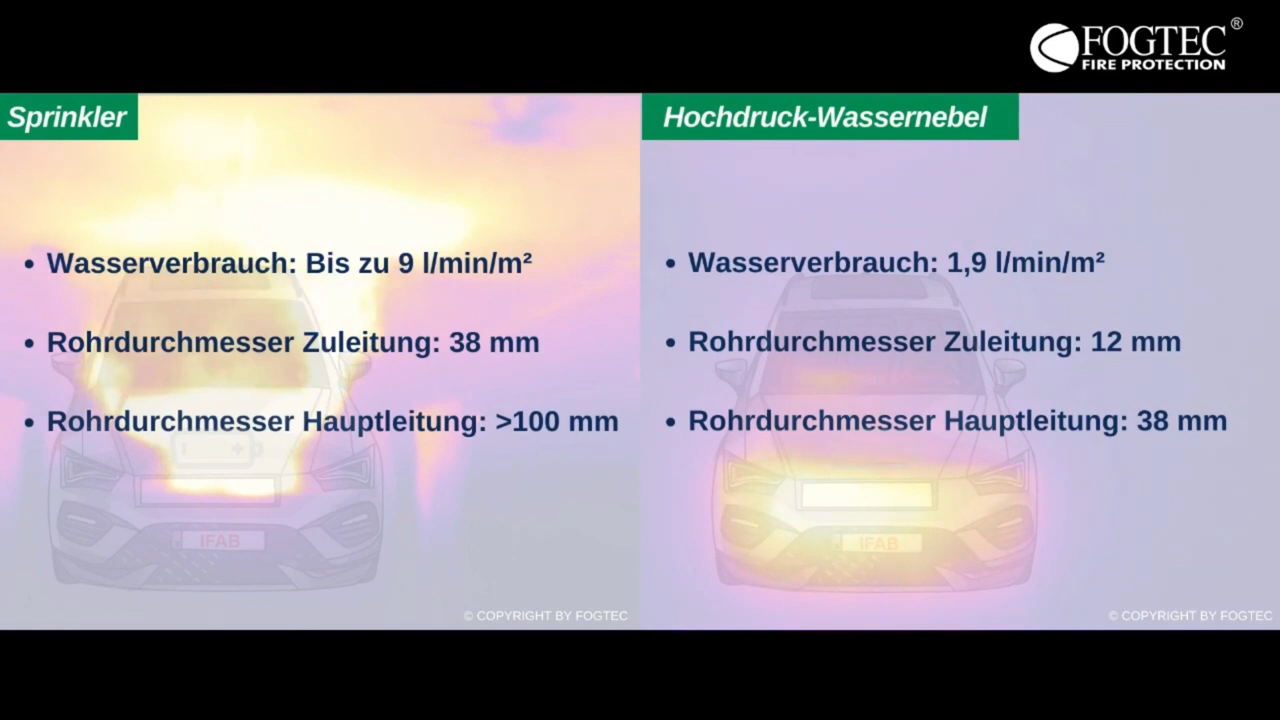 FOGTEC®
FIRE PROTECTION
Sprinkler
• Wasserverbrauch: Bis zu 9 l/min/m²
• Rohrdurchmesser Zuleitung: 38 mm
• Rohrdurchmesser Hauptleitung: >100 mm
IFAB
© COPYRIGHT BY FOGTEC
Hochdruck-Wassernebel
• Wasserverbrauch: 1,9 l/min/m²
• Rohrdurchmesser Zuleitung: 12 mm
• Rohrdurchmesser Hauptleitung: 38 mm
IFAB
© COPYRIGHT BY FOGTEC